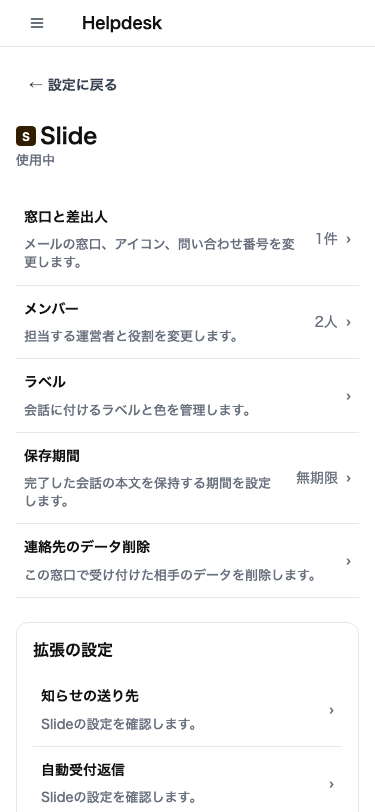 Helpdesk
← 設定に戻る
S Slide
使用中
窓口と差出人
メールの窓口、アイコン、問い合わせ番号を変
更します。
1件 ›
メンバー
担当する運営者と役割を変更します。
2人 ›
ラベル
会話に付けるラベルと色を管理します。
›
保存期間
完了した会話の本文を保持する期間を設定
します。
無期限 ›
連絡先のデータ削除
この窓口で受け付けた相手のデータを削除します。
›
拡張の設定
知らせの送り先
Slideの設定を確認します。
›
自動受付返信
Slideの設定を確認します。
›